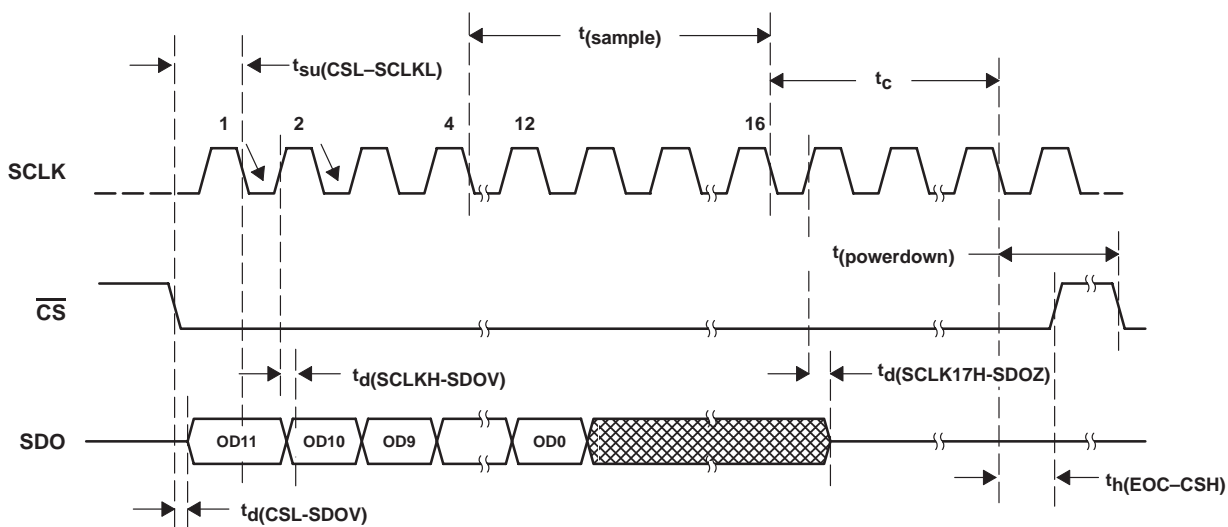 t(sample)
tsu(CSL–SCLKL)
tc
1 2 4 12 16
SCLK
t(powerdown)
CS
td(SCLKH-SDOV)
td(SCLK17H-SDOZ)
SDO
OD11 OD10 OD9 OD0
th(EOC–CSH)
td(CSL-SDOV)